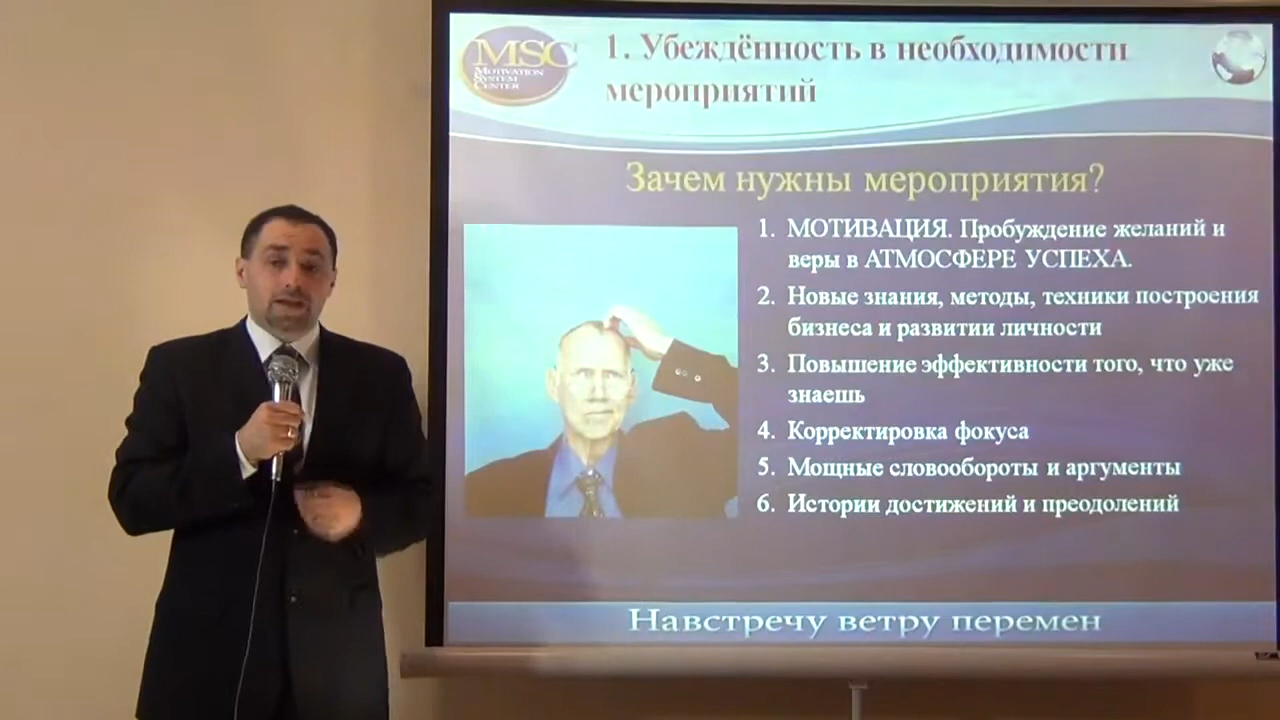 MSC
MOTIVATION
SYSTEM
CENTER
1. Убеждённость в необходимости
мероприятий
Зачем нужны мероприятия?
1. МОТИВАЦИЯ. Пробуждение желаний и
веры в АТМОСФЕРЕ УСПЕХА.
2. Новые знания, методы, техники построения
бизнеса и развитии личности
3. Повышение эффективности того, что уже
знаешь
4. Корректировка фокуса
5. Мощные словообороты и аргументы
6. Истории достижений и преодолений
Навстречу ветру перемен